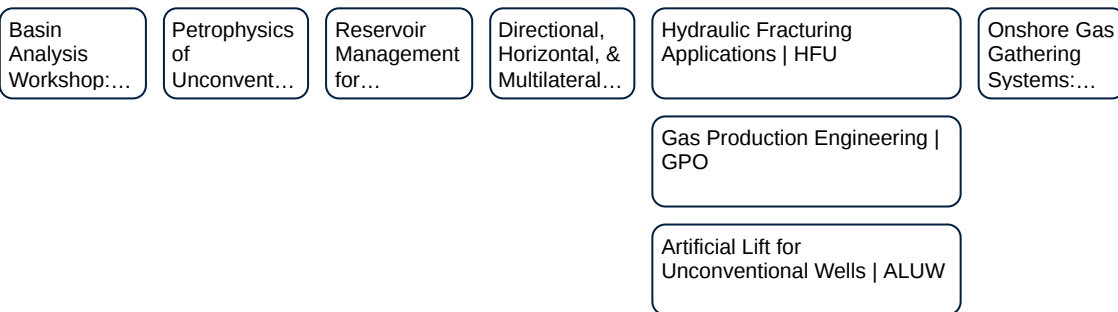 Basin
Analysis
Workshop:…
Petrophysics
of
Unconvent…
Reservoir
Management
for…
Directional,
Horizontal, &
Multilateral…
Hydraulic Fracturing
Applications | HFU
Onshore Gas
Gathering
Systems:…
Gas Production Engineering |
GPO
Artificial Lift for
Unconventional Wells | ALUW